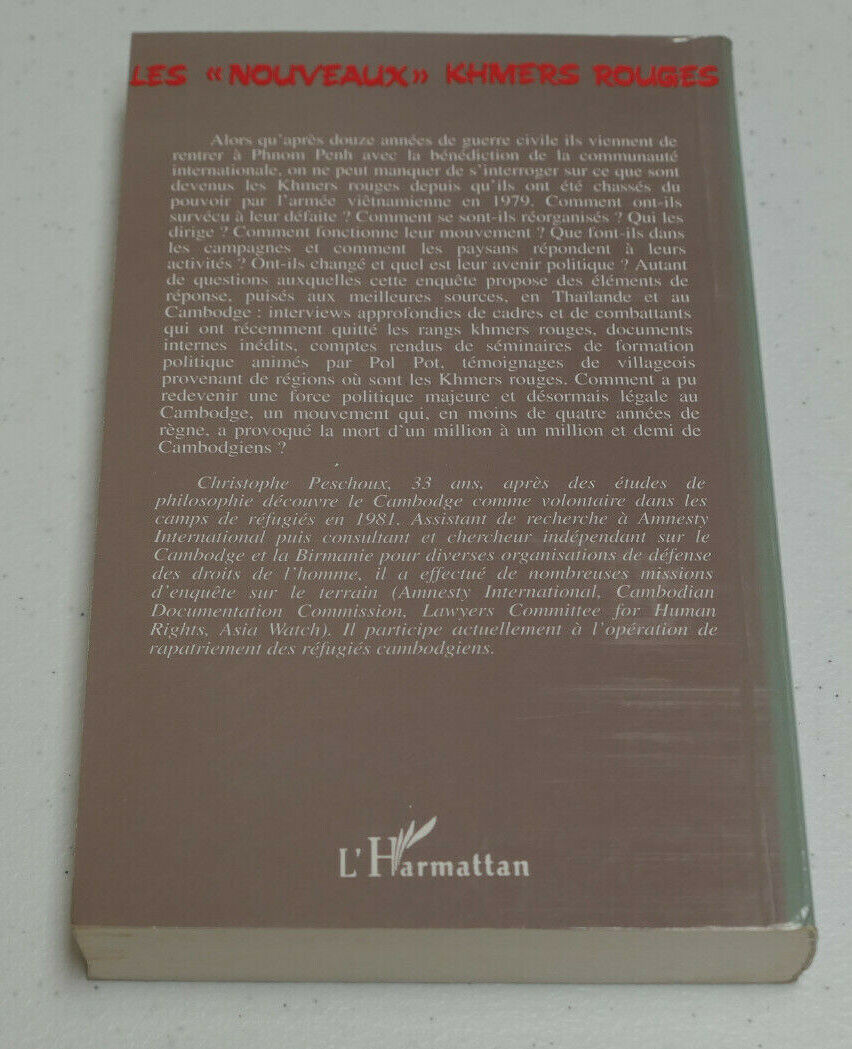 LES «NOUVEAUX» KHMERS ROUGES
Alors qu'après douze années de guerre civile ils viennent de
rentrer à Phnom Penh avec la bénédiction de la communauté
internationale, on ne peut manquer de s'interroger sur ce que sont
devenus les Khmers rouges depuis qu'ils ont été chassés du
pouvoir par l'armée viêtnamienne en 1979. Comment ont-ils
survécu à leur défaite ? Comment se sont-ils réorganisés ? Qui les
dirige ? Comment fonctionne leur mouvement ? Que font-ils dans
les campagnes et comment les paysans répondent à leurs
activités ? Ont-ils changé et quel est leur avenir politique ? Autant
de questions auxquelles cette enquête propose des éléments de
réponse, puisés aux meilleures sources, en Thaïlande et au
Cambodge : interviews approfondies de cadres et de combattants
qui ont récemment quitté les rangs khmers rouges, documents
internes inédits, comptes rendus de séminaires de formation
politique animés par Pol Pot, témoignages de villageois
provenant de régions où sont les Khmers rouges. Comment a pu
redevenir une force politique majeure et désormais légale au
Cambodge, un mouvement qui, en moins de quatre années de
règne, a provoqué la mort d'un million à un million et demi de
Cambodgiens ?
Christophe Peschoux, 33 ans, après des études de
philosophie découvre le Cambodge comme volontaire dans les
camps de réfugiés en 1981. Assistant de recherche à Amnesty
International puis consultant et chercheur indépendant sur le
Cambodge et la Birmanie pour diverses organisations de défense
des droits de l'homme, il a effectué de nombreuses missions
d'enquête sur le terrain (Amnesty International, Cambodian
Documentation Commission, Lawyers Committee for Human
Rights, Asia Watch). Il participe actuellement à l'opération de
rapatriement des réfugiés cambodgiens.
L'Harmattan